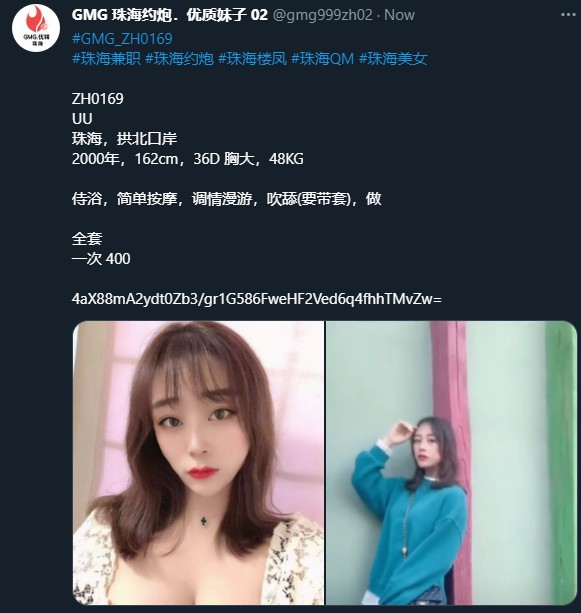 GMG.优质
珠海
GMG 珠海约炮．优质妹子 02 @gmg999zh02 · Now
#GMG_ZH0169
#珠海兼职 #珠海约炮 #珠海楼凤 #珠海QM #珠海美女
ZH0169
UU
珠海，拱北口岸
2000年，162cm，36D 胸大，48KG
侍浴，简单按摩，调情漫游，吹舔(要带套)，做
全套
一次 400
4aX88mA2ydt0Zb3/gr1G586FweHF2Ved6q4fhhTMvZw=